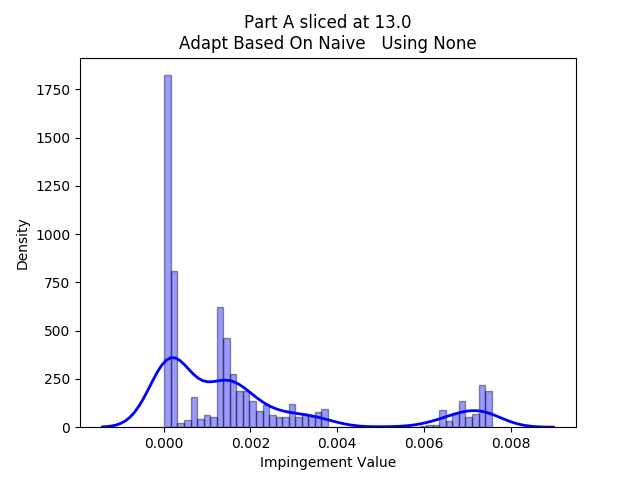 Part A sliced at 13.0
Adapt Based On Naive   Using None
1750
1500
1250
1000
750
500
250
0
Density
0.000 0.002 0.004 0.006 0.008
Impingement Value